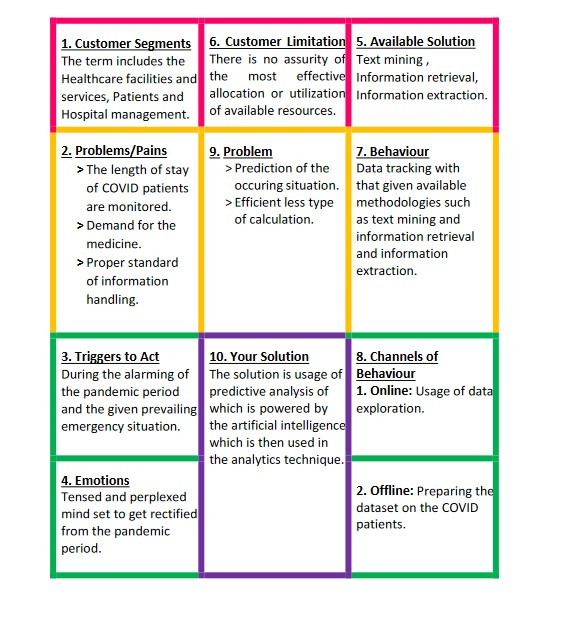 1. Customer Segments
The term includes the
Healthcare facilities and
services, Patients and
Hospital management.
6. Customer Limitation
There is no assurity of
the most effective
allocation or utilization
of available resources.
5. Available Solution
Text mining ,
Information retrieval,
Information extraction.
2. Problems/Pains
> The length of stay
of COVID patients
are monitored.
> Demand for the
medicine.
> Proper standard
of information
handling.
9. Problem
> Prediction of the
occuring situation.
> Efficient less type
of calculation.
7. Behaviour
Data tracking with
that given available
methodologies such
as text mining and
information retrieval
and information
extraction.
3. Triggers to Act
During the alarming of
the pandemic period
and the given prevailing
emergency situation.
10. Your Solution
The solution is usage of
predictive analysis of
which is powered by
the artificial intelligence
which is then used in
the analytics technique.
8. Channels of
Behaviour
1. Online: Usage of data
exploration.
4. Emotions
Tensed and perplexed
mind set to get rectified
from the pandemic
period.
2. Offline: Preparing the
dataset on the COVID
patients.